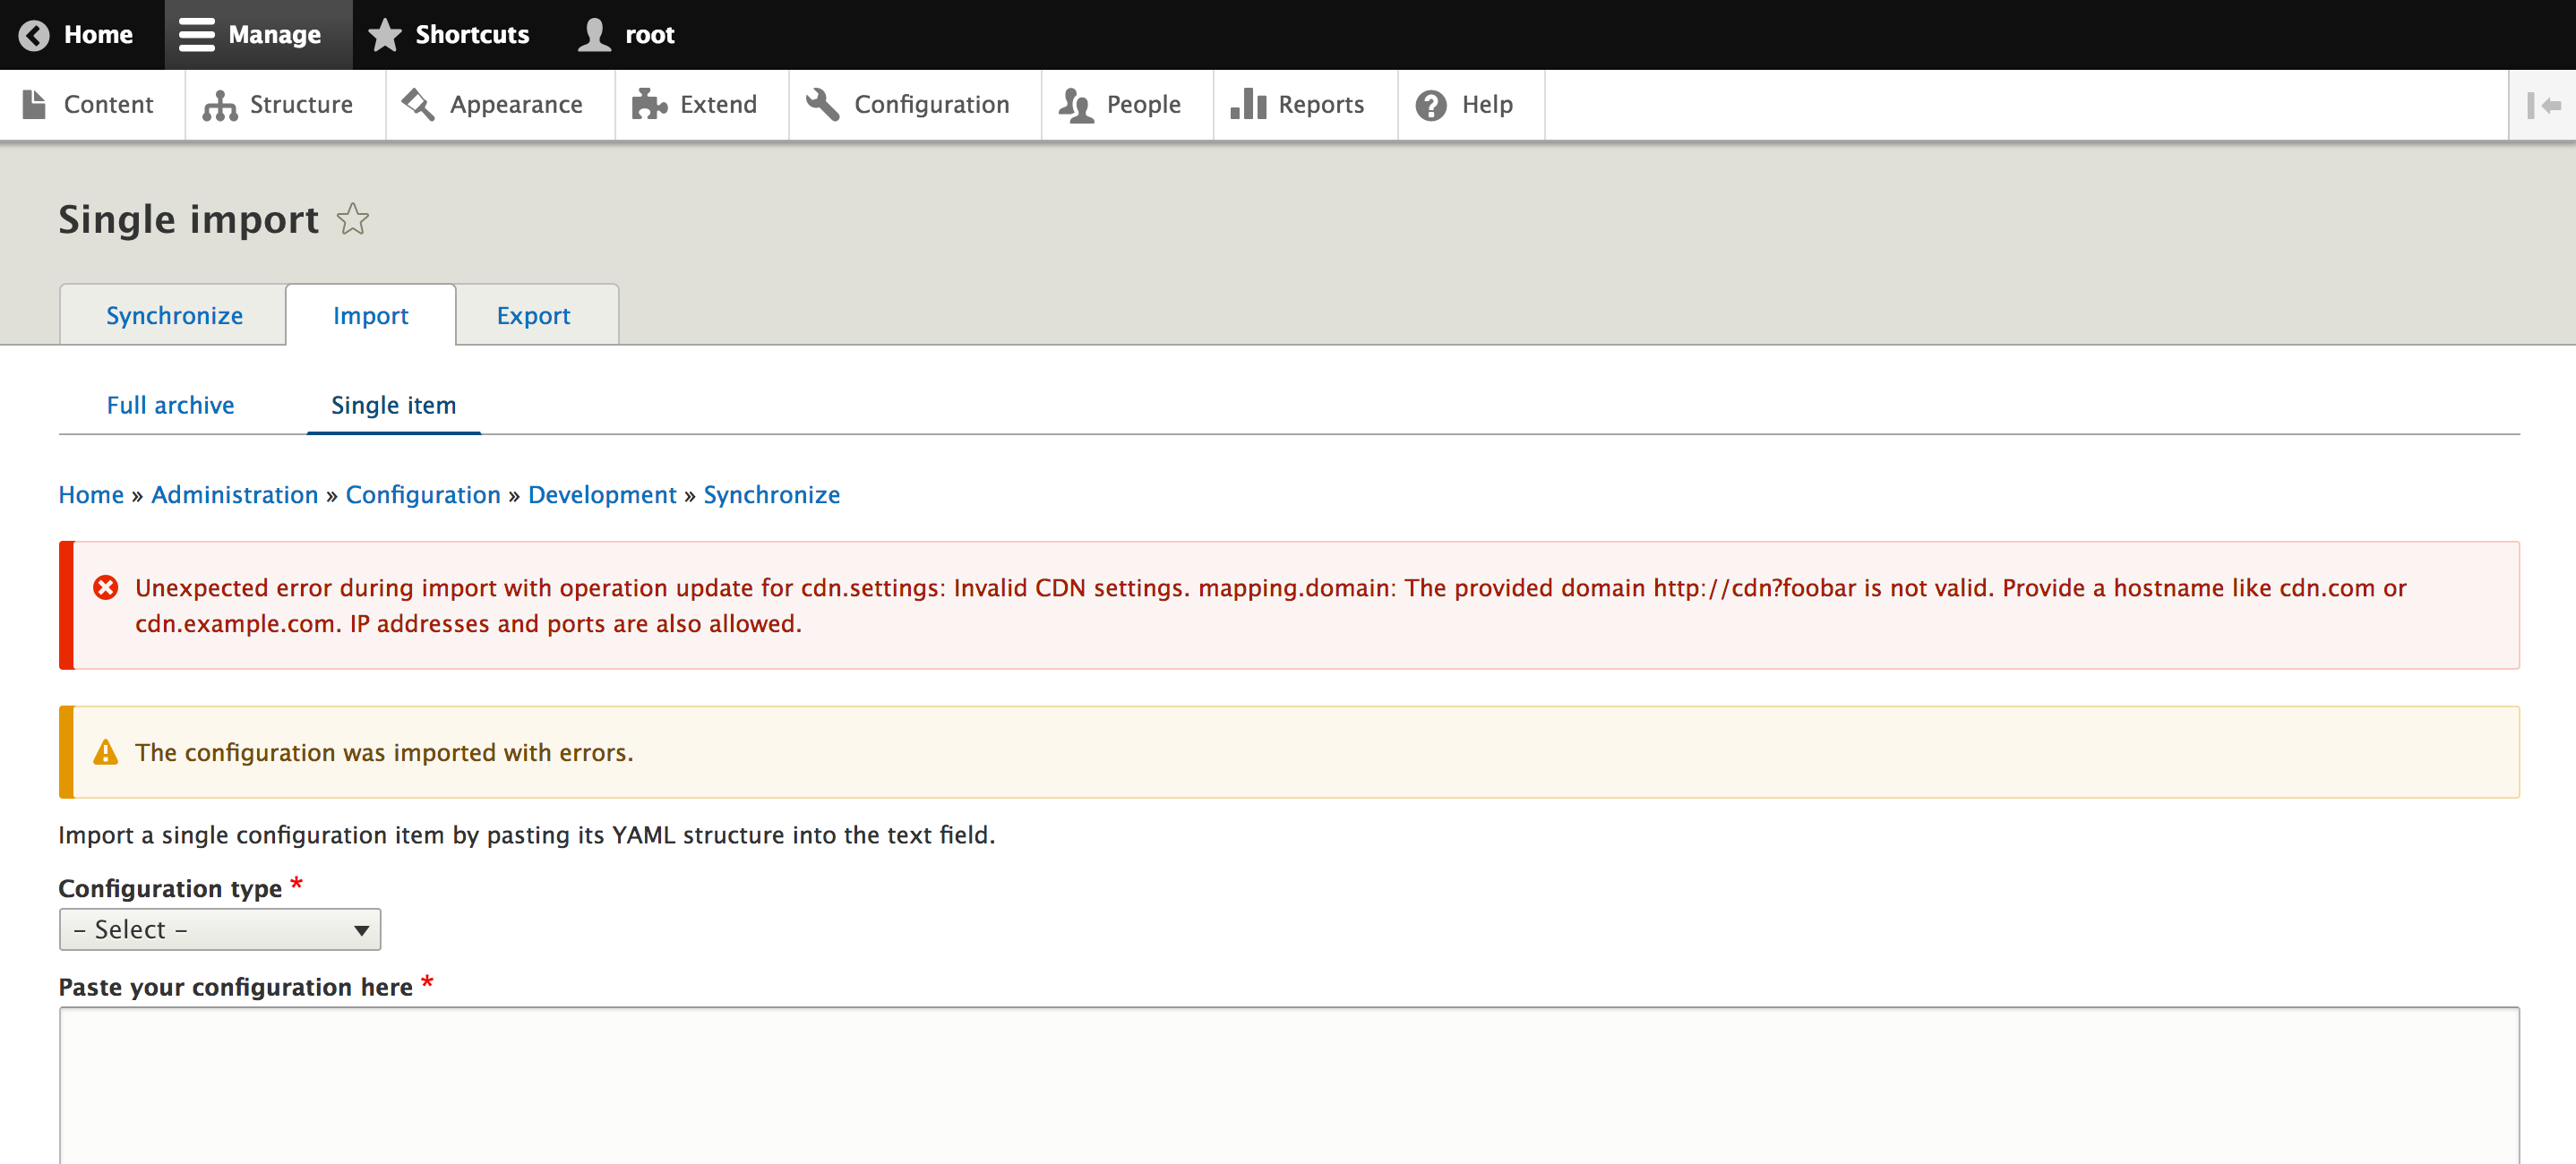 Home Manage Shortcuts root
Content Structure Appearance Extend Configuration People Reports Help
Single import
Synchronize Import Export
Full archive Single item
Home » Administration » Configuration » Development » Synchronize
Unexpected error during import with operation update for cdn.settings: Invalid CDN settings. mapping.domain: The provided domain http://cdn?foobar is not valid. Provide a hostname like cdn.com or
cdn.example.com. IP addresses and ports are also allowed.
The configuration was imported with errors.
Import a single configuration item by pasting its YAML structure into the text field.
Configuration type *
– Select –
Paste your configuration here *